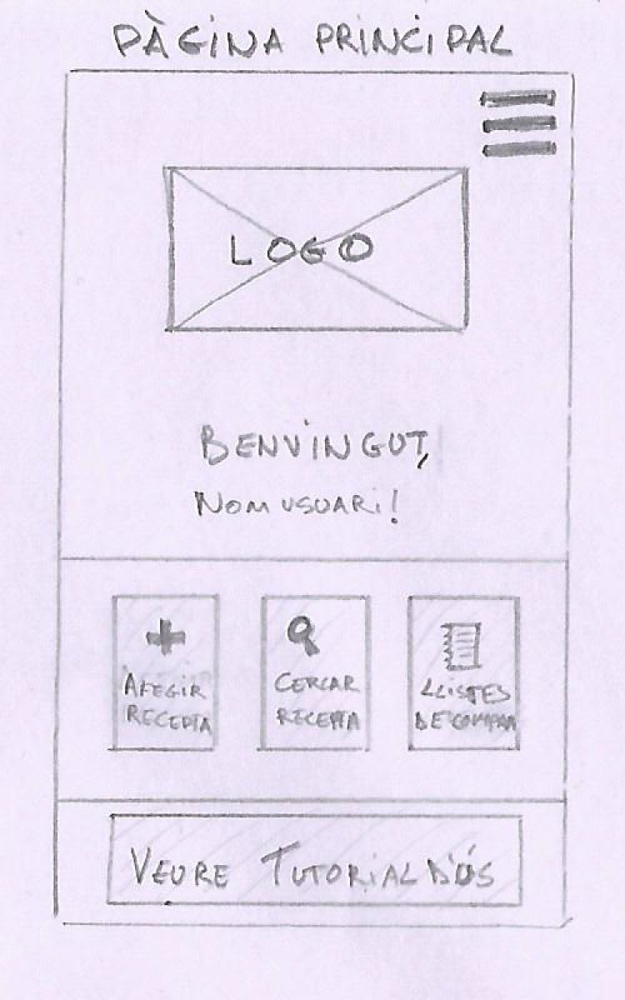 PÀGINA PRINCIPAL
LOGO
BENVINGUT,
NOM USUARI!
AFEGIR
RECEPTA
CERCAR
RECEPTA
LLISTES
DE COMPRA
VEURE TUTORIAL D'ÚS